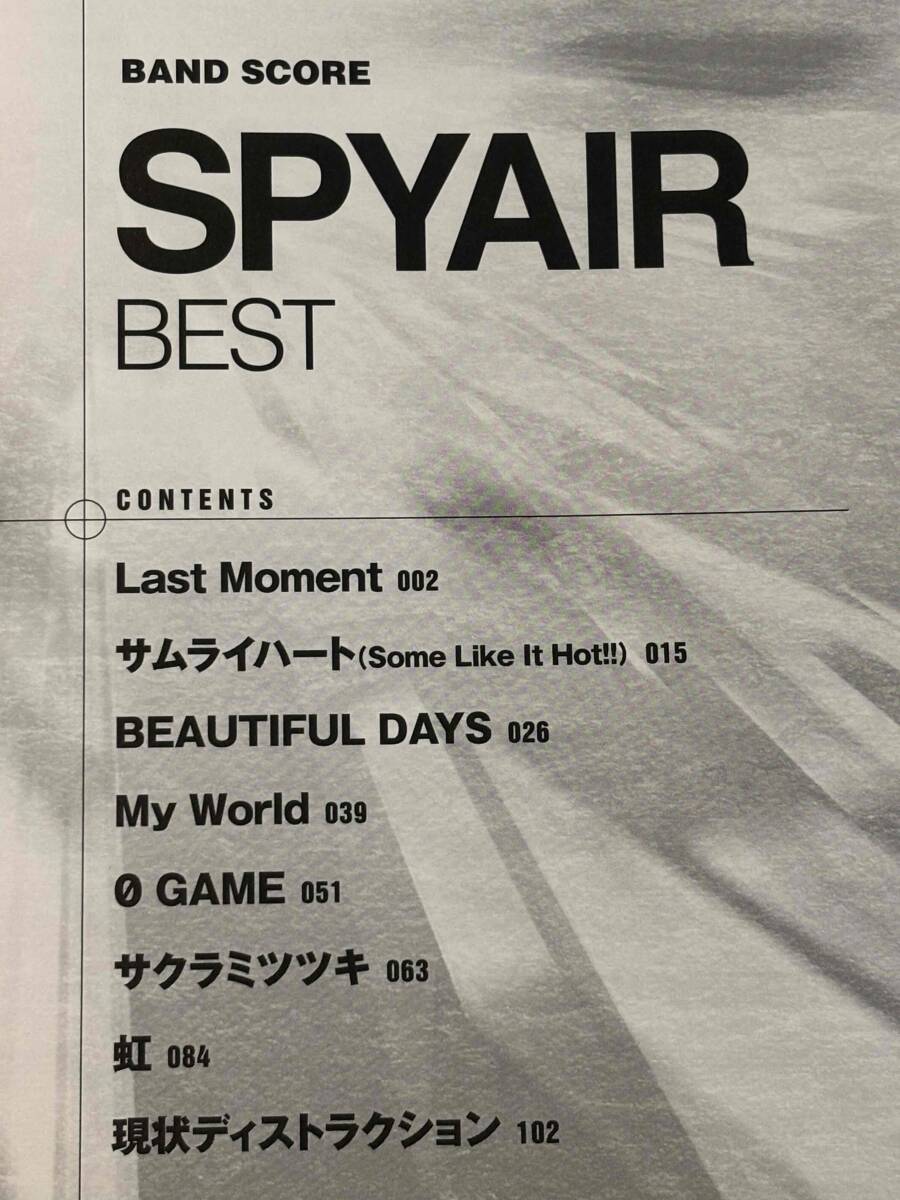 BAND SCORE
SPYAIR
BEST
CONTENTS
Last Moment 002
サムライハート(Some Like It Hot!!) 015
BEAUTIFUL DAYS 026
My World 039
0 GAME 051
サクラミツツキ 063
虹 084
現状ディストラクション 102